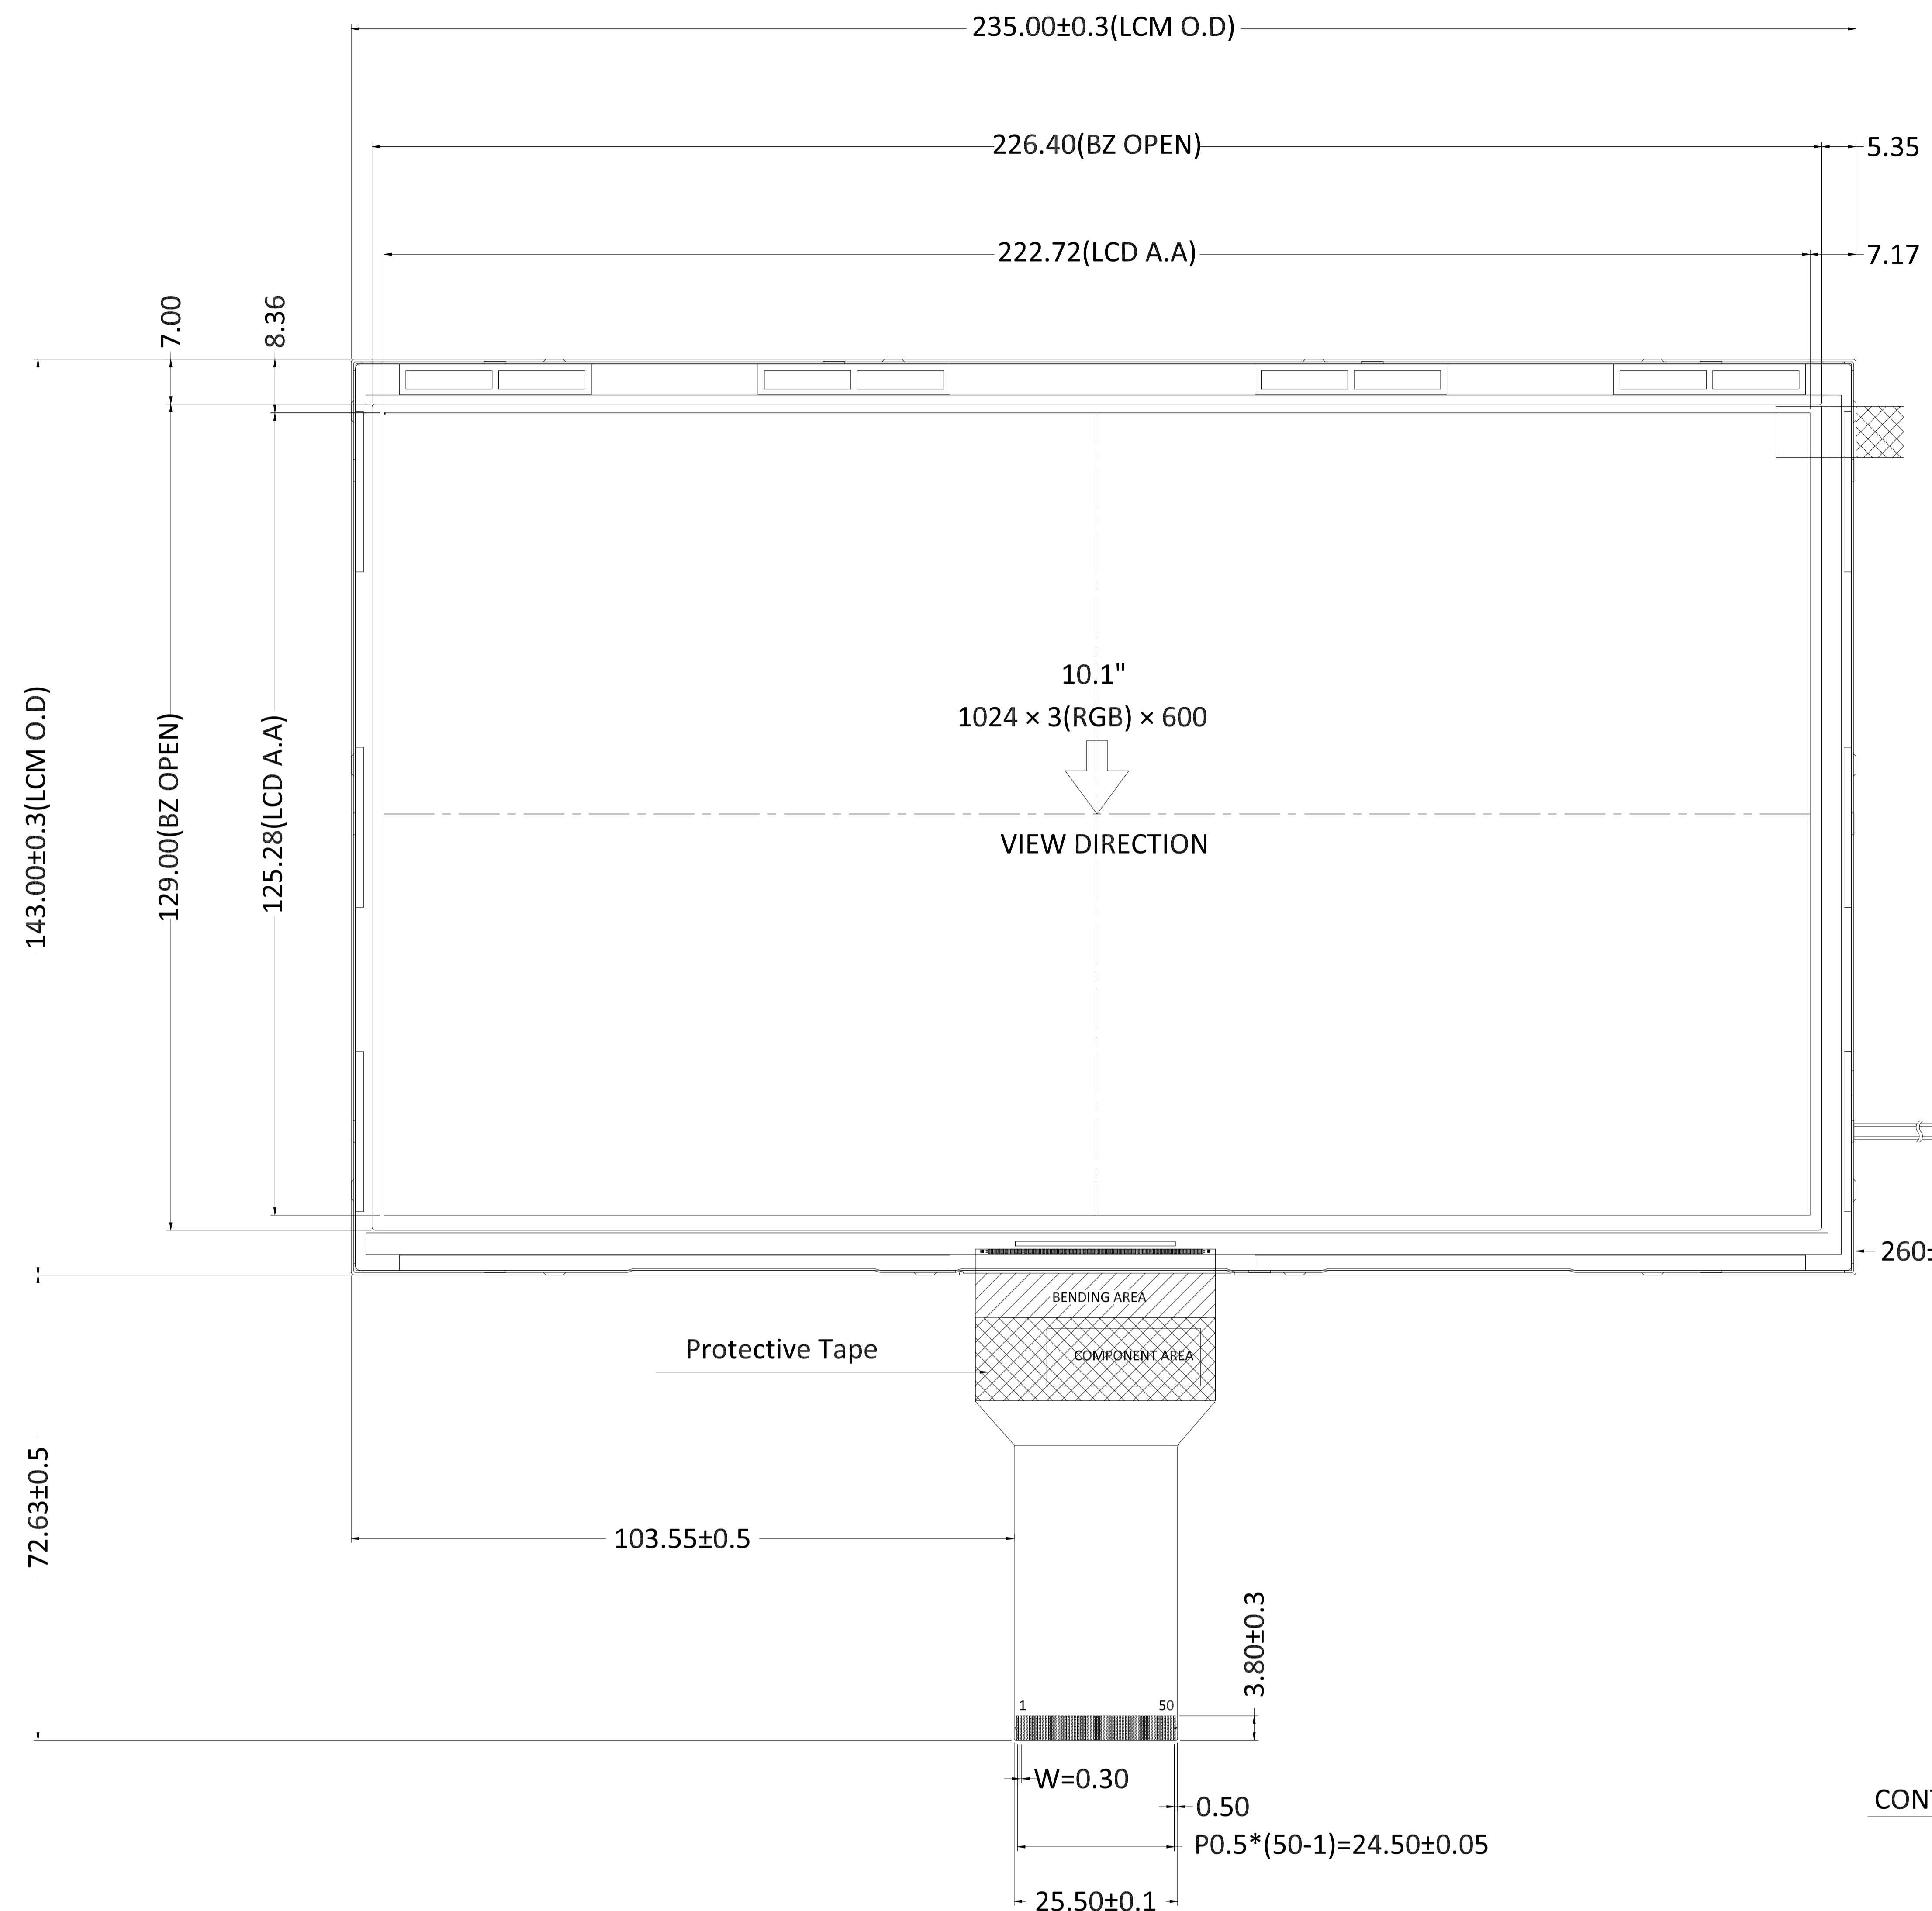 235.00±0.3(LCM O.D)
226.40(BZ OPEN)
5.35
222.72(LCD A.A)
7.17
7.00
8.36
143.00±0.3(LCM O.D)
129.00(BZ OPEN)
125.28(LCD A.A)
10.1"
1024 × 3(RGB) × 600
VIEW DIRECTION
260±
BENDING AREA
Protective Tape
COMPONENT AREA
72.63±0.5
103.55±0.5
3.80±0.3
1
50
W=0.30
0.50
CONT
P0.5*(50-1)=24.50±0.05
25.50±0.1